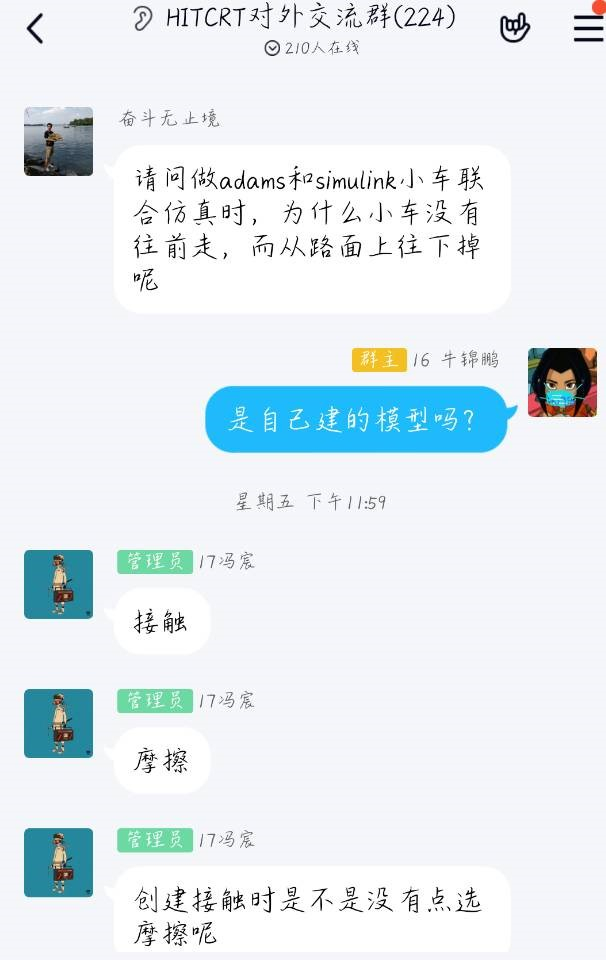 HITCRT对外交流群(224)
210人在线
奋斗无止境
请问做adams和simulink小车联
合仿真时，为什么小车没有
往前走，而从路面上往下掉
呢
群主 16 牛锦鹏
是自己建的模型吗？
星期五 下午11:59
管理员 17冯宸
接触
管理员 17冯宸
摩擦
管理员 17冯宸
创建接触时是不是没有点选
摩擦呢